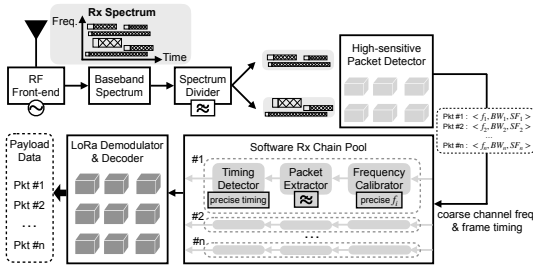 Rx Spectrum
Freq.
Time
RF
Front-end
Baseband
Spectrum
Spectrum
Divider
High-sensitive
Packet Detector
Pkt #1 : < f1, BW1, SF1 >
Pkt #2 : < f2, BW2, SF2 >
...
Pkt #n: < fn, BWn, SFn >
coarse channel freq
& frame timing
Payload
Data
Pkt #1
Pkt #2
...
Pkt #n
LoRa Demodulator
& Decoder
Software Rx Chain Pool
#1
Timing
Detector
precise timing
Packet
Extractor
Frequency
Calibrator
precise fi
#2
...
#n